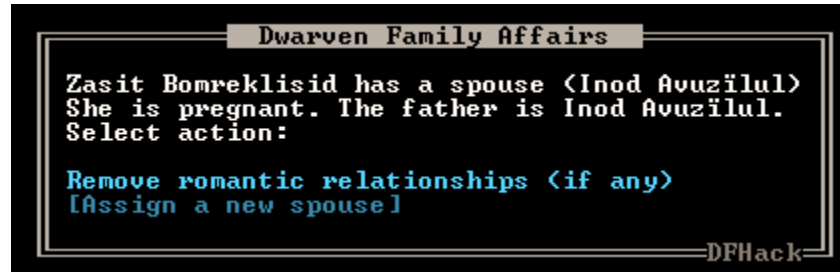 Dwarven Family Affairs
Zasit Bomreklisid has a spouse (Inod Avuzïlul)
She is pregnant. The father is Inod Avuzïlul.
Select action:
Remove romantic relationships (if any)
[Assign a new spouse]
DFHack